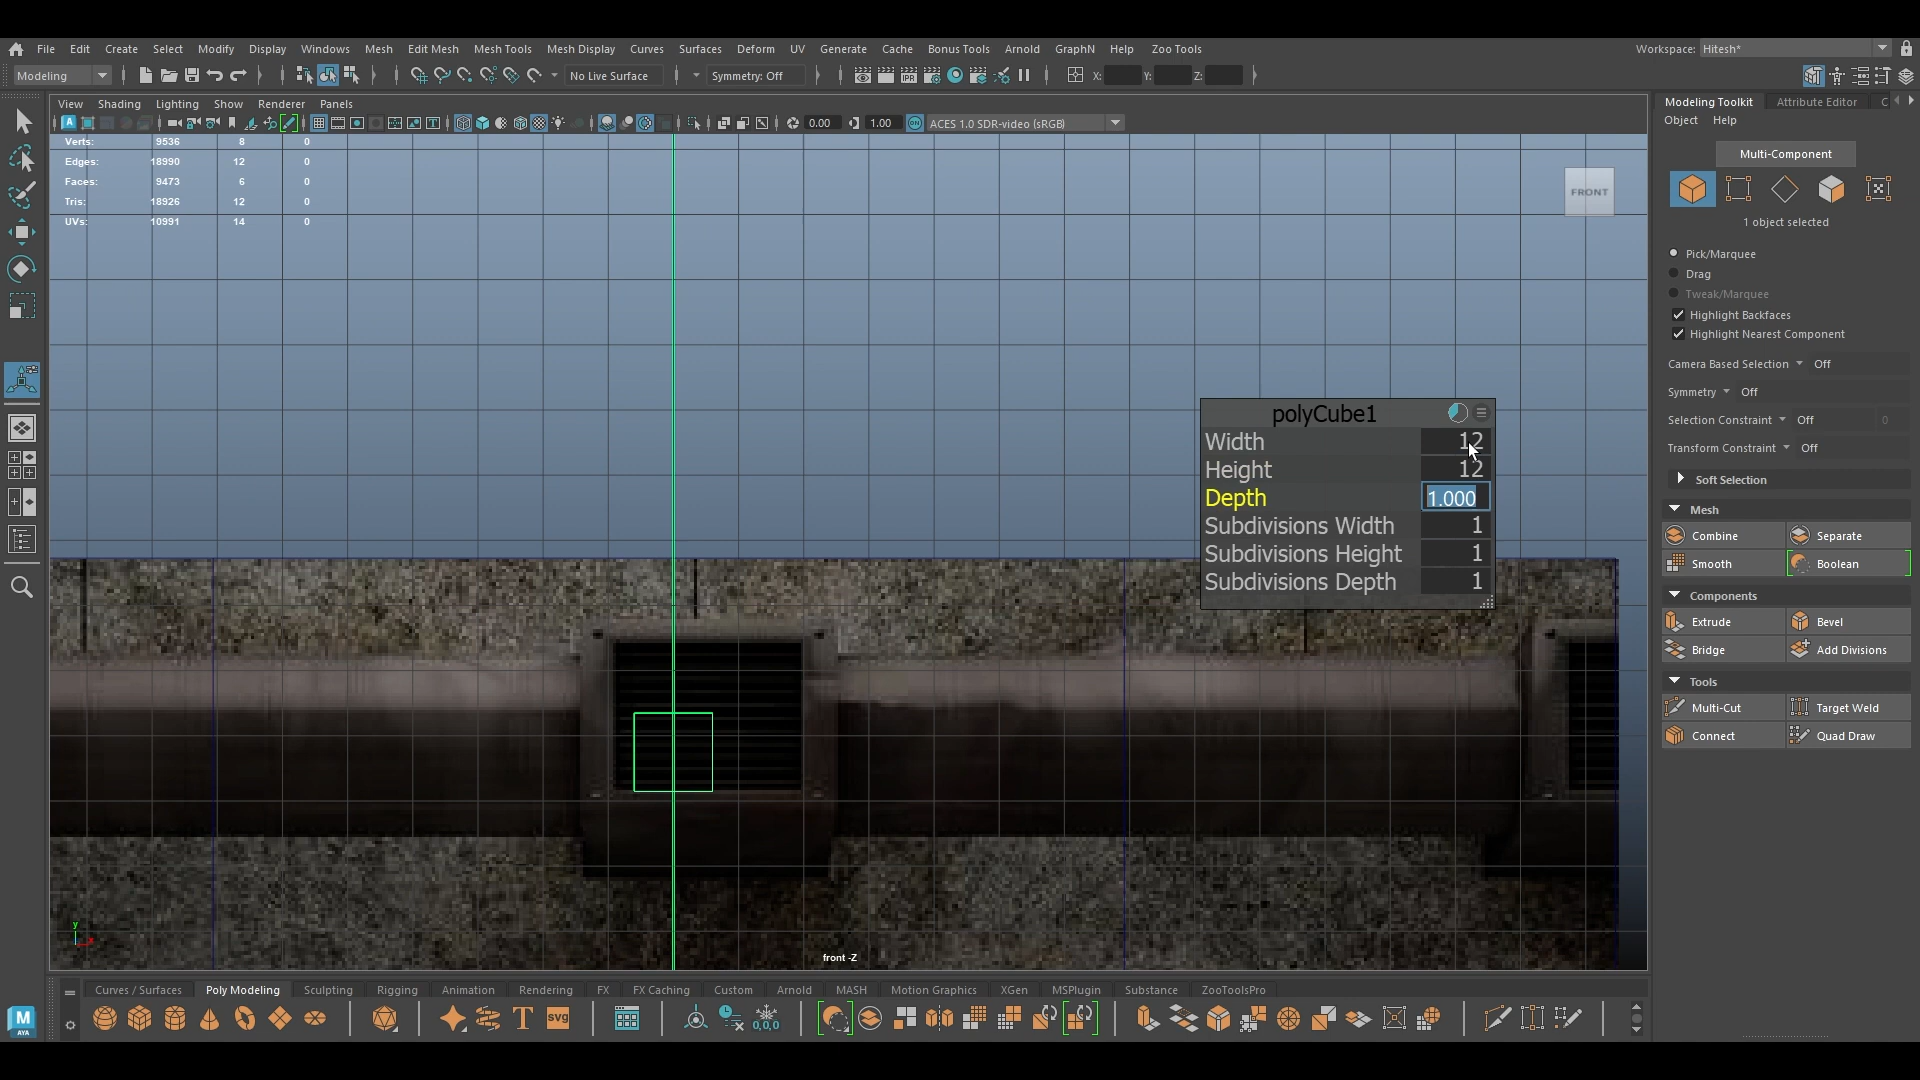 File Edit Create Select Modify Display Windows Mesh Edit Mesh Mesh Tools Mesh Display Curves Surfaces Deform UV Generate Cache Bonus Tools Arnold GraphN Help Zoo Tools Workspace: Hitesh*
Modeling No Live Surface Symmetry: Off IPR X: Y: Z:
View Shading Lighting Show Renderer Panels
0.00 1.00 ON ACES 1.0 SDR-video (sRGB)
Verts: 9536 8 0
Edges: 18990 12 0
Faces: 9473 6 0
Tris: 18926 12 0
UVs: 10991 14 0
FRONT
polyCube1
Width 12
Height 12
Depth 1.000
Subdivisions Width 1
Subdivisions Height 1
Subdivisions Depth 1
y
x
front -Z
Modeling Toolkit Attribute Editor C
Object Help
Multi-Component
1 object selected
Pick/Marquee
Drag
Tweak/Marquee
Highlight Backfaces
Highlight Nearest Component
Camera Based Selection Off
Symmetry Off
Selection Constraint Off 0
Transform Constraint Off
Soft Selection
Mesh
Combine Separate
Smooth Boolean
Components
Extrude Bevel
Bridge Add Divisions
Tools
Multi-Cut Target Weld
Connect Quad Draw
Curves / Surfaces Poly Modeling Sculpting Rigging Animation Rendering FX FX Caching Custom Arnold MASH Motion Graphics XGen MSPlugin Substance ZooToolsPro
M
AYA
T svg 0,0,0